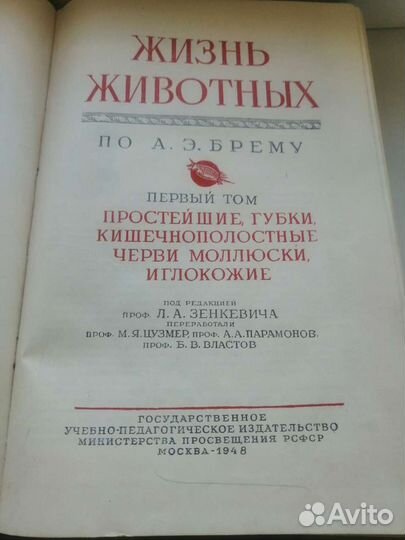 ЖИЗНЬ
ЖИВОТНЫХ
ПО А. Э. БРЕМУ
ПЕРВЫЙ ТОМ
ПРОСТЕЙШИЕ, ГУБКИ,
КИШЕЧНОПОЛОСТНЫЕ
ЧЕРВИ МОЛЛЮСКИ,
ИГЛОКОЖИЕ
ПОД РЕДАКЦИЕЙ
ПРОФ. Л. А. ЗЕНКЕВИЧА
ПЕРЕРАБОТАЛИ
ПРОФ. М. Я. ЦУЗМЕР, ПРОФ. А. А. ПАРАМОНОВ,
ПРОФ. Б. В. ВЛАСТОВ
ГОСУДАРСТВЕННОЕ
УЧЕБНО-ПЕДАГОГИЧЕСКОЕ ИЗДАТЕЛЬСТВО
МИНИСТЕРСТВА ПРОСВЕЩЕНИЯ РСФСР
МОСКВА-1948
Avito